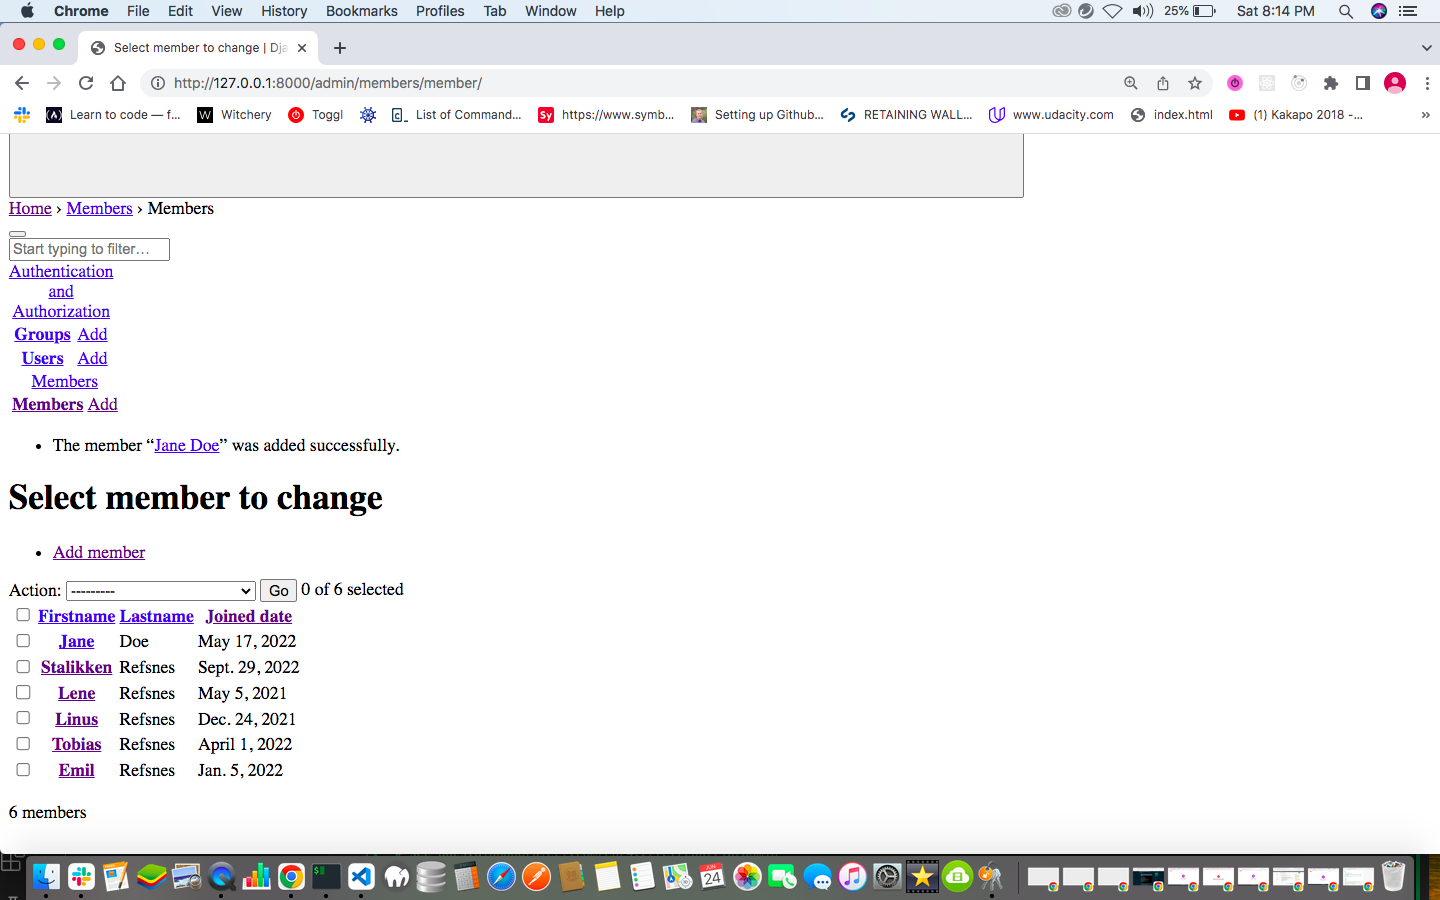 Chrome File Edit View History Bookmarks Profiles Tab Window Help 25% Sat 8:14 PM
Select member to change | Dja
http://127.0.0.1:8000/admin/members/member/
Learn to code — f... W Witchery Toggl List of Command... Sy https://www.symb... Setting up Github... RETAINING WALL... www.udacity.com index.html (1) Kakapo 2018 -... »
Home › Members › Members
Start typing to filter…
Authentication
and
Authorization
Groups Add
Users Add
Members
Members Add
• The member “Jane Doe” was added successfully.
Select member to change
• Add member
Action: --------- Go 0 of 6 selected
Firstname Lastname Joined date
Jane Doe May 17, 2022
Stalikken Refsnes Sept. 29, 2022
Lene Refsnes May 5, 2021
Linus Refsnes Dec. 24, 2021
Tobias Refsnes April 1, 2022
Emil Refsnes Jan. 5, 2022
6 members
JUN
24